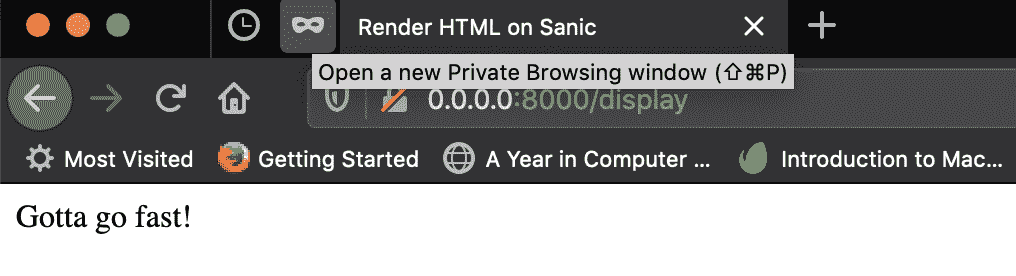 Render HTML on Sanic
Open a new Private Browsing window (⇧⌘P)
0.0.0.0:8000/display
Most Visited Getting Started A Year in Computer ... Introduction to Mac...
Gotta go fast!